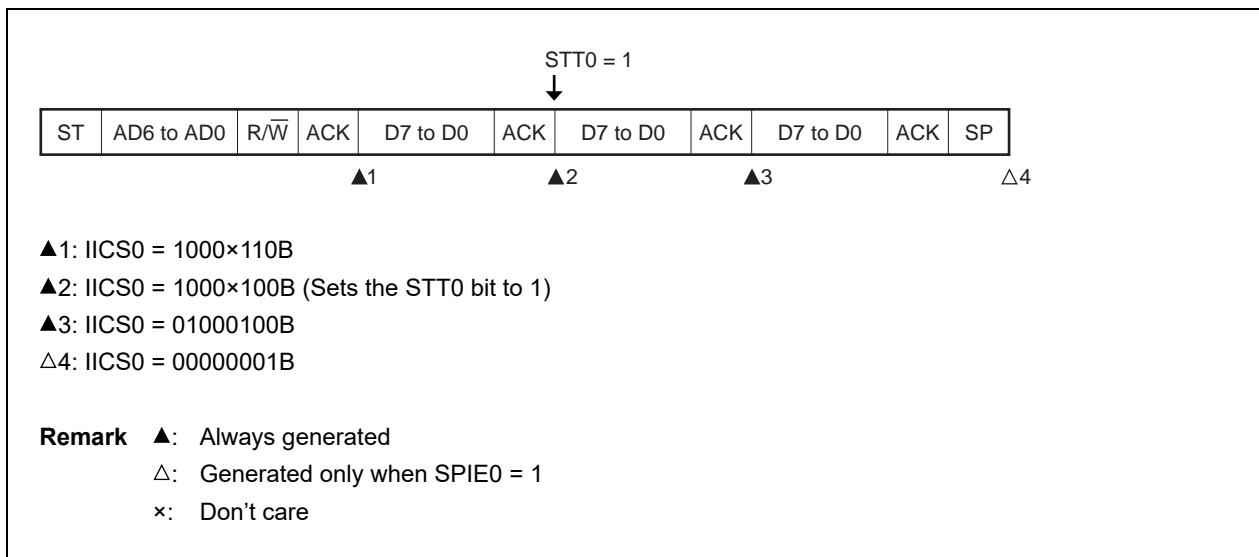 STT0 = 1
ST AD6 to AD0 R/W̅ ACK D7 to D0 ACK D7 to D0 ACK D7 to D0 ACK SP
▲1 ▲2 ▲3 △4
▲1: IICS0 = 1000×110B
▲2: IICS0 = 1000×100B (Sets the STT0 bit to 1)
▲3: IICS0 = 01000100B
△4: IICS0 = 00000001B
Remark ▲: Always generated
△: Generated only when SPIE0 = 1
×: Don’t care